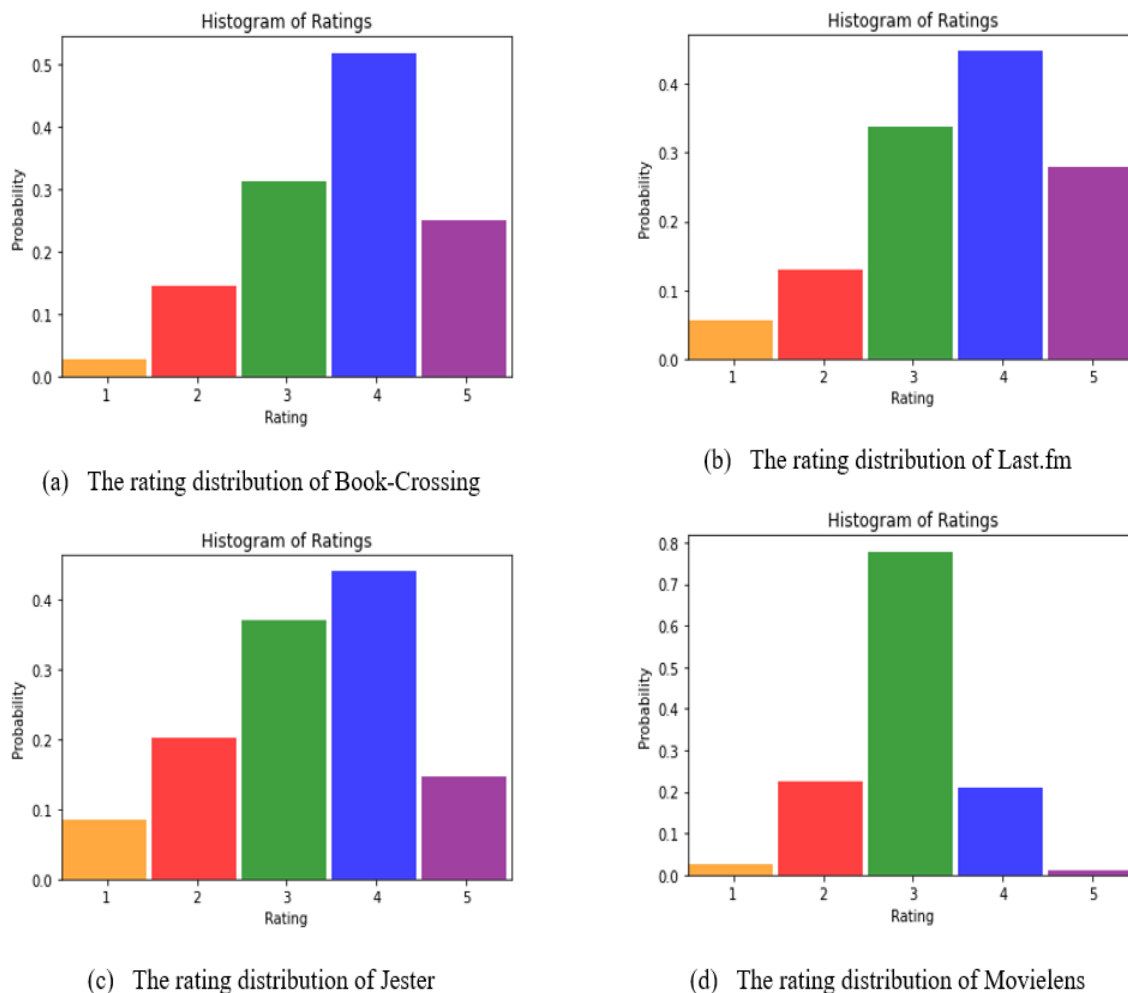 Histogram of Ratings
0.5
0.4
0.3
0.2
0.1
0.0
Probability
1 2 3 4 5
Rating
(a) The rating distribution of Book-Crossing
Histogram of Ratings
0.4
0.3
0.2
0.1
0.0
Probability
1 2 3 4 5
Rating
(b) The rating distribution of Last.fm
Histogram of Ratings
0.4
0.3
0.2
0.1
0.0
Probability
1 2 3 4 5
Rating
(c) The rating distribution of Jester
Histogram of Ratings
0.8
0.7
0.6
0.5
0.4
0.3
0.2
0.1
0.0
Probability
1 2 3 4 5
Rating
(d) The rating distribution of Movielens